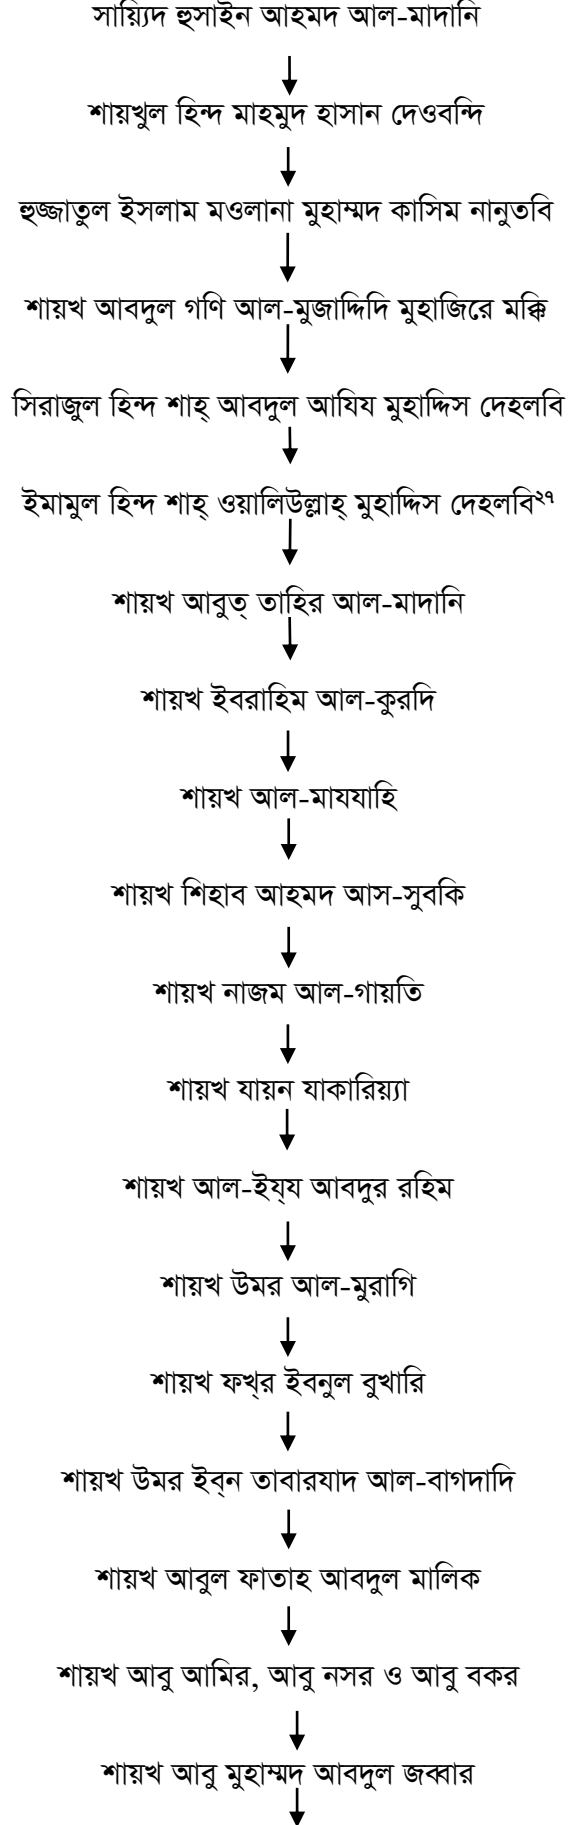 সায়্যিদ হুসাইন আহমদ আল-মাদানি
শায়খুল হিন্দ মাহমুদ হাসান দেওবন্দি
হুজ্জাতুল ইসলাম মওলানা মুহাম্মদ কাসিম নানুতবি
শায়খ আবদুল গণি আল-মুজাদ্দিদি মুহাজিরে মক্কি
সিরাজুল হিন্দ শাহ্ আবদুল আযিয মুহাদ্দিস দেহলবি
ইমামুল হিন্দ শাহ্ ওয়ালিউল্লাহ্ মুহাদ্দিস দেহলবি২৭
শায়খ আবুত্ তাহির আল-মাদানি
শায়খ ইবরাহিম আল-কুরদি
শায়খ আল-মাযযাহি
শায়খ শিহাব আহমদ আস-সুবকি
শায়খ নাজম আল-গায়তি
শায়খ যায়ন যাকারিয়্যা
শায়খ আল-ইয্য আবদুর রহিম
শায়খ উমর আল-মুরাগি
শায়খ ফখ্র ইবনুল বুখারি
শায়খ উমর ইব্ন তাবারযাদ আল-বাগদাদি
শায়খ আবুল ফাতাহ আবদুল মালিক
শায়খ আবু আমির, আবু নসর ও আবু বকর
শায়খ আবু মুহাম্মদ আবদুল জব্বার